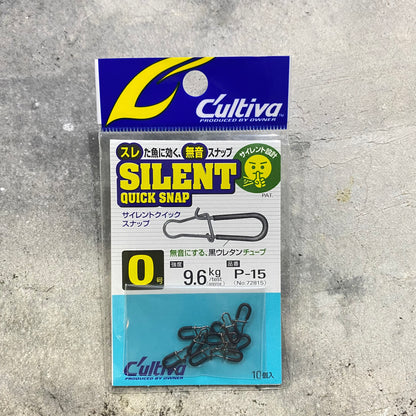 Cultiva
PRODUCED BY OWNER
スレた魚に効く、無音スナップ
サイレント設計
SILENT
QUICK SNAP
PAT.
サイレントクイック
スナップ
無音にする、黒ウレタンチューブ
0号
強度
9.6kg/test
品番
P-15
(No.72815)
Cultiva
PRODUCED BY OWNER
10個入